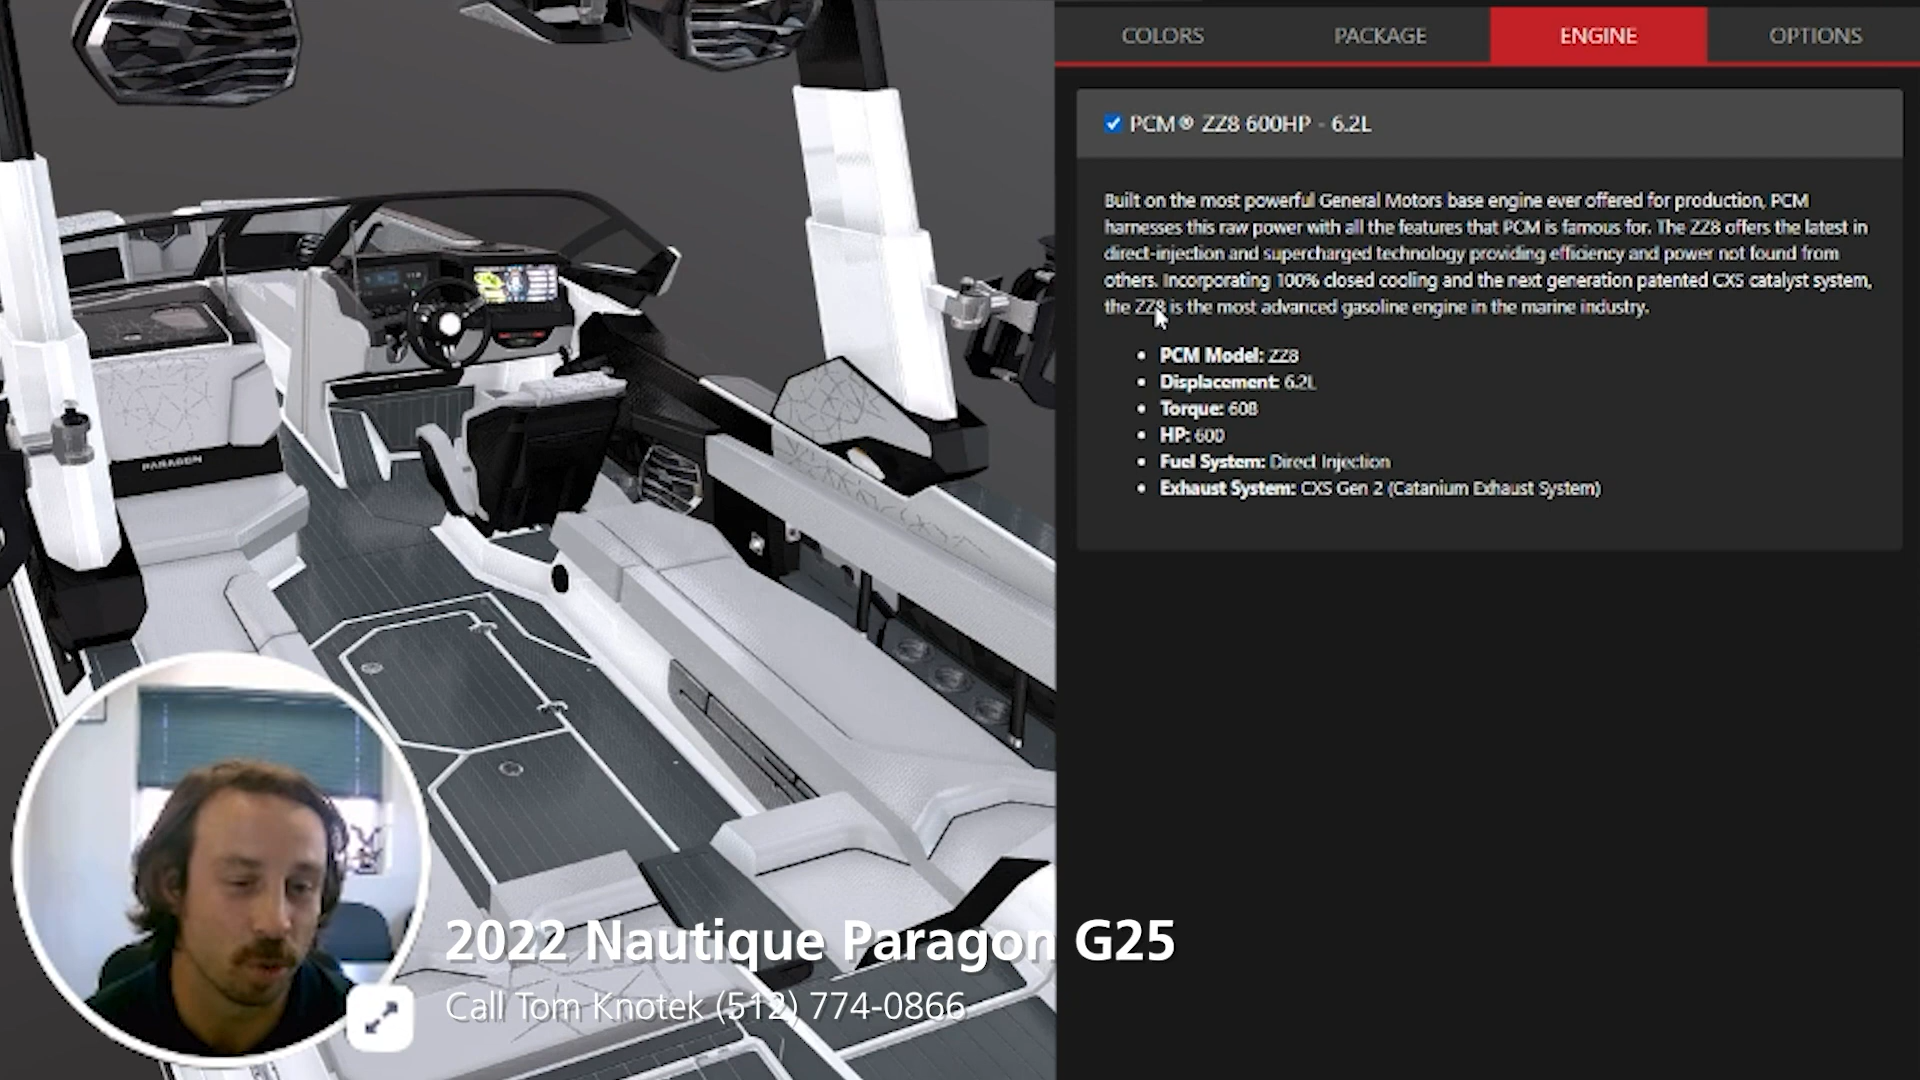 COLORS
PACKAGE
ENGINE
OPTIONS
PCM® ZZ8 600HP - 6.2L
Built on the most powerful General Motors base engine ever offered for production, PCM
harnesses this raw power with all the features that PCM is famous for. The ZZ8 offers the latest in
direct-injection and supercharged technology providing efficiency and power not found from
others. Incorporating 100% closed cooling and the next generation patented CXS catalyst system,
the ZZ8 is the most advanced gasoline engine in the marine industry.
PCM Model: ZZ8
Displacement: 6.2L
Torque: 608
HP: 600
Fuel System: Direct Injection
Exhaust System: CXS Gen 2 (Catanium Exhaust System)
PARAGON
2022 Nautique Paragon G25
Call Tom Knotek (512) 774-0866